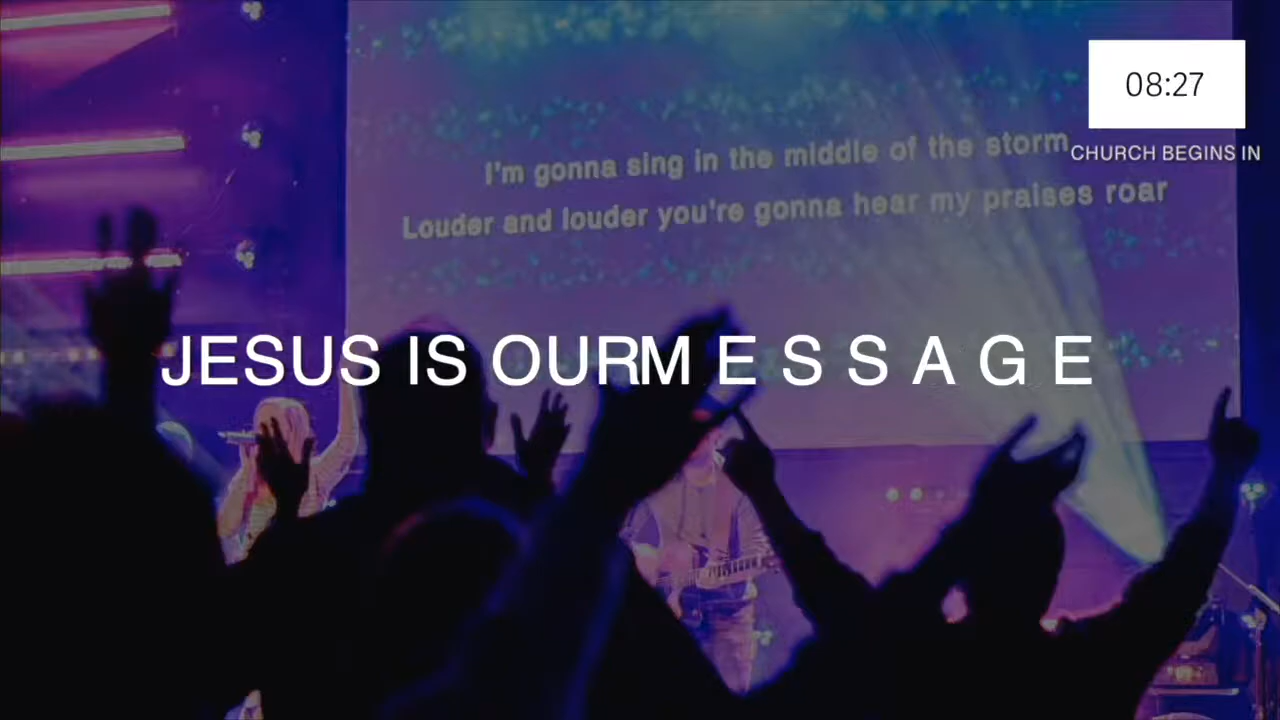 08:27
CHURCH BEGINS IN
I'm gonna sing in the middle of the storm
Louder and louder you're gonna hear my praises roar
JESUS IS OURM E S S A G E